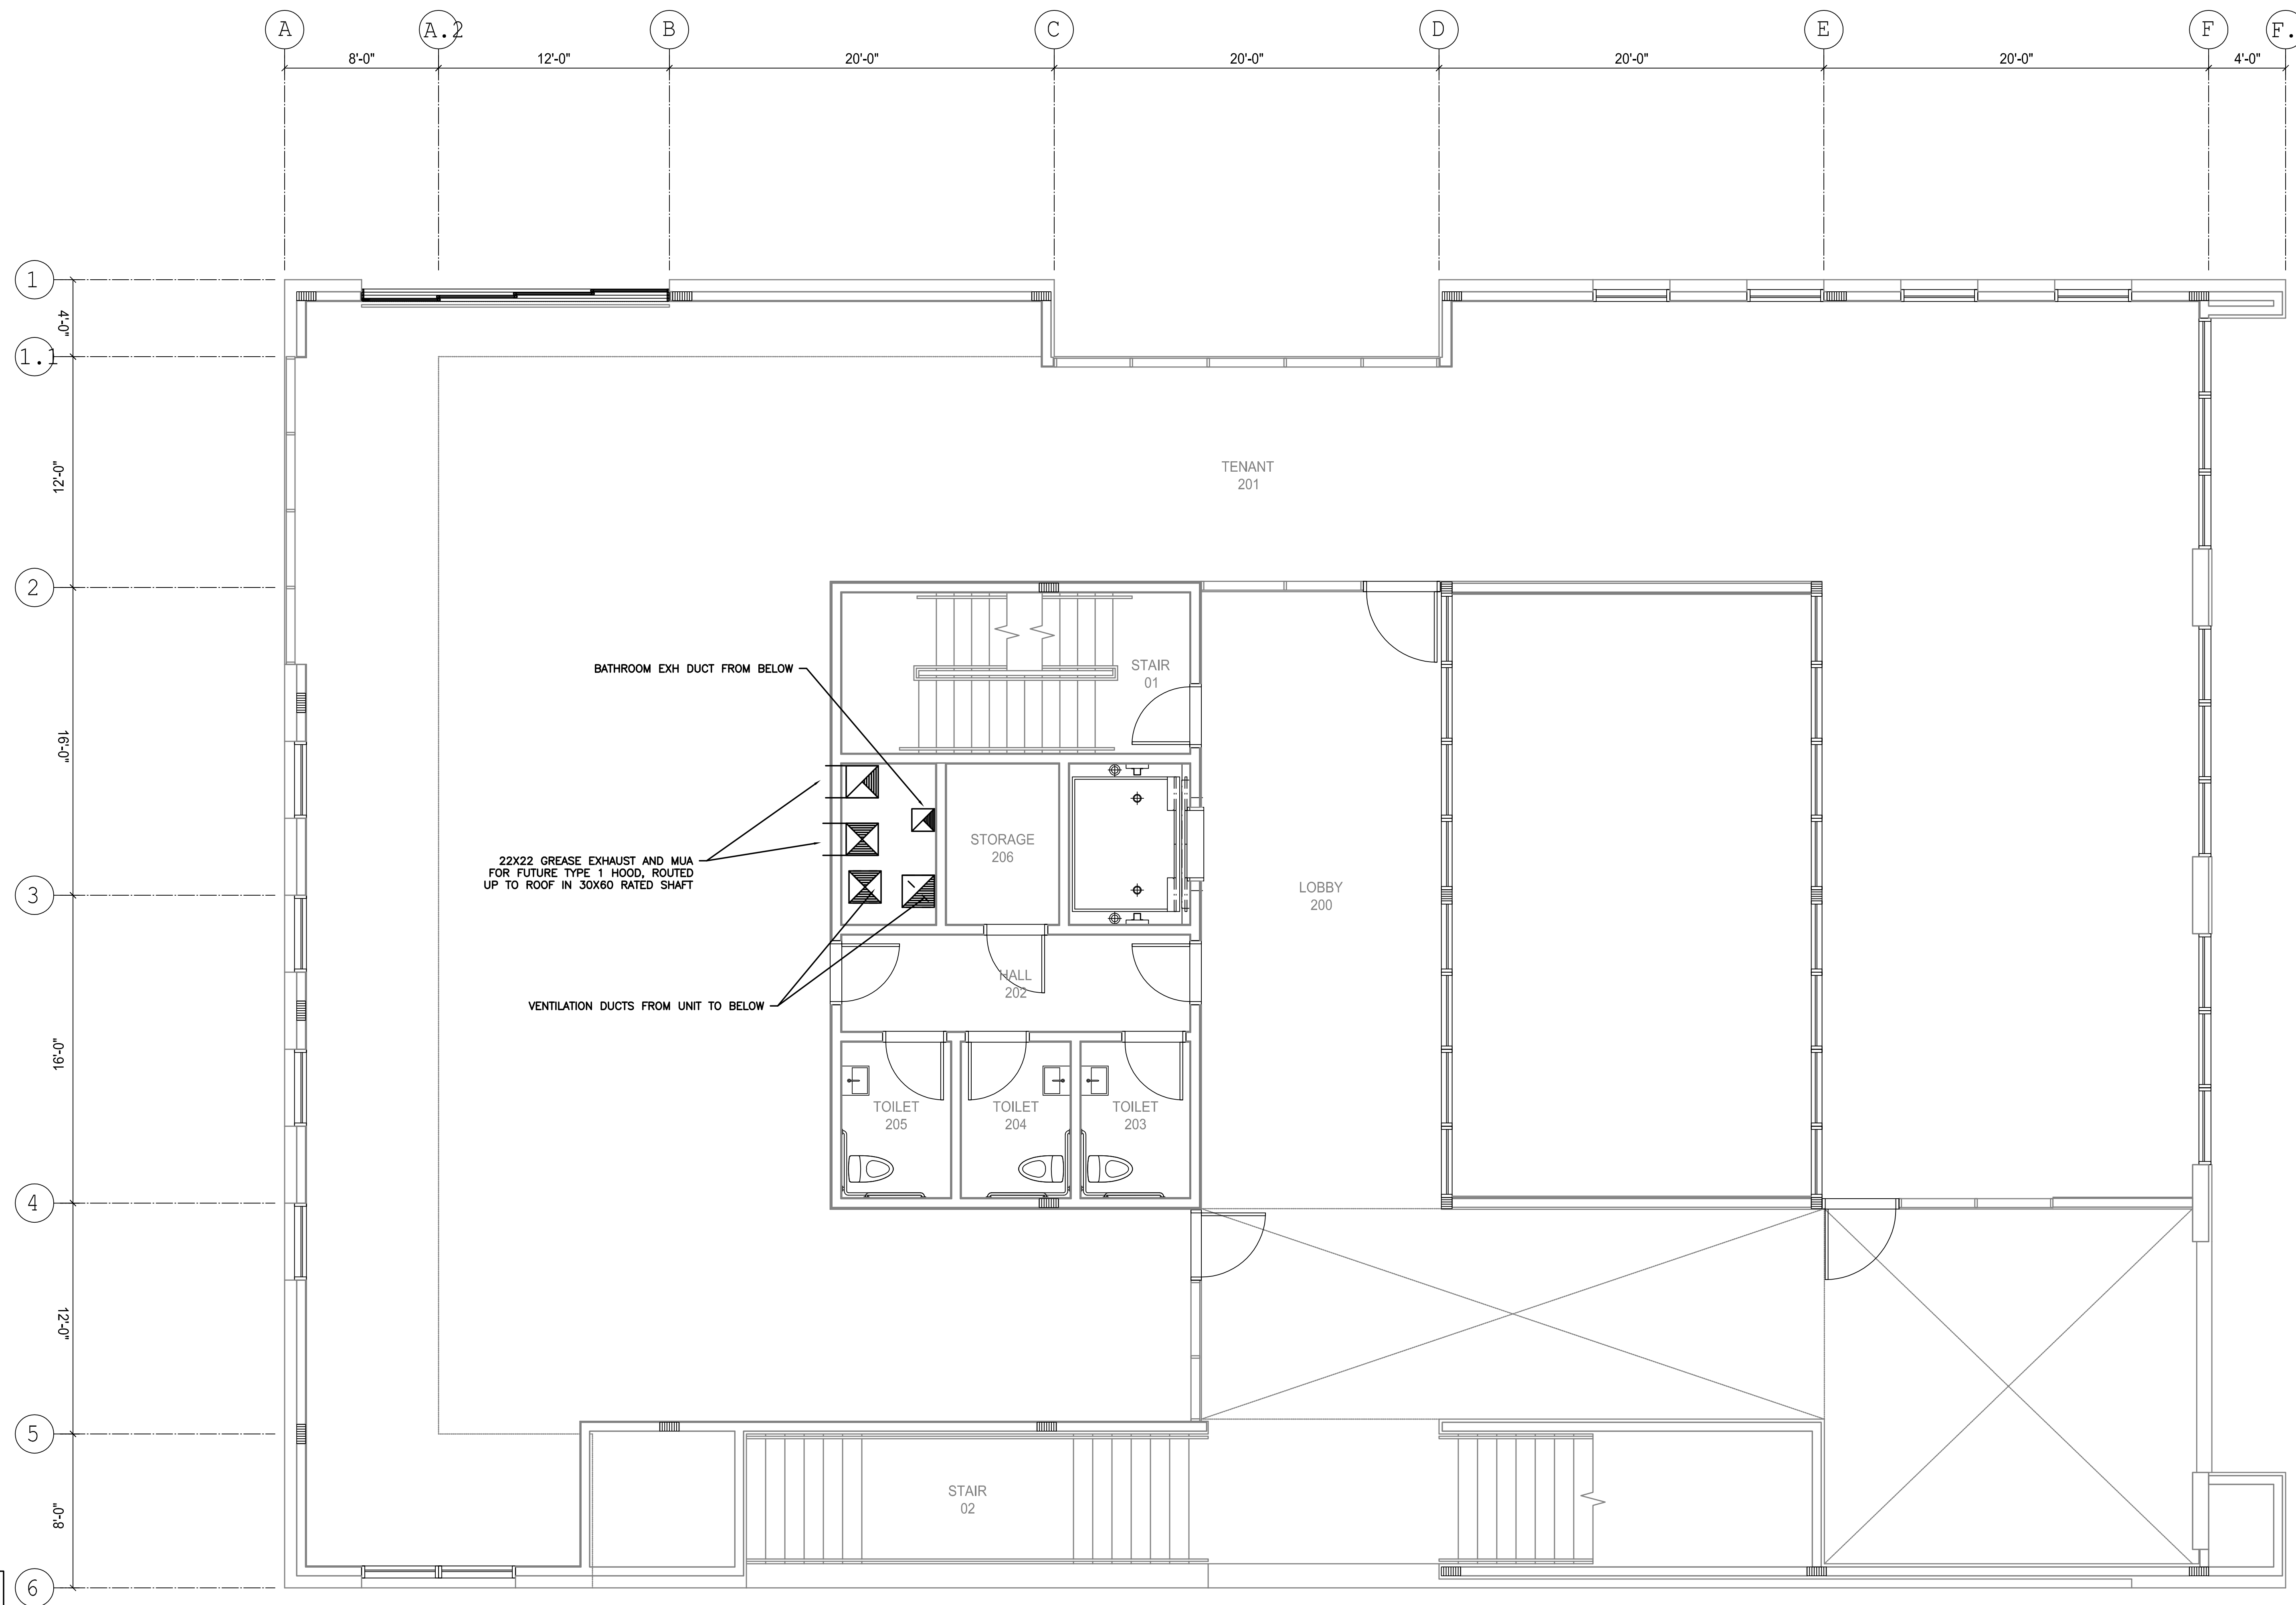 A
A.2
B
C
D
E
F
F.
8'-0"
12'-0"
20'-0"
20'-0"
20'-0"
20'-0"
4'-0"
1
4'-0"
1.1
12'-0"
TENANT
201
2
BATHROOM EXH DUCT FROM BELOW
STAIR
01
16'-0"
STORAGE
206
22X22 GREASE EXHAUST AND MUA
FOR FUTURE TYPE 1 HOOD, ROUTED
UP TO ROOF IN 30X60 RATED SHAFT
3
LOBBY
200
HALL
202
VENTILATION DUCTS FROM UNIT TO BELOW
16'-0"
TOILET
205
TOILET
204
TOILET
203
4
12'-0"
5
STAIR
02
8'-0"
6